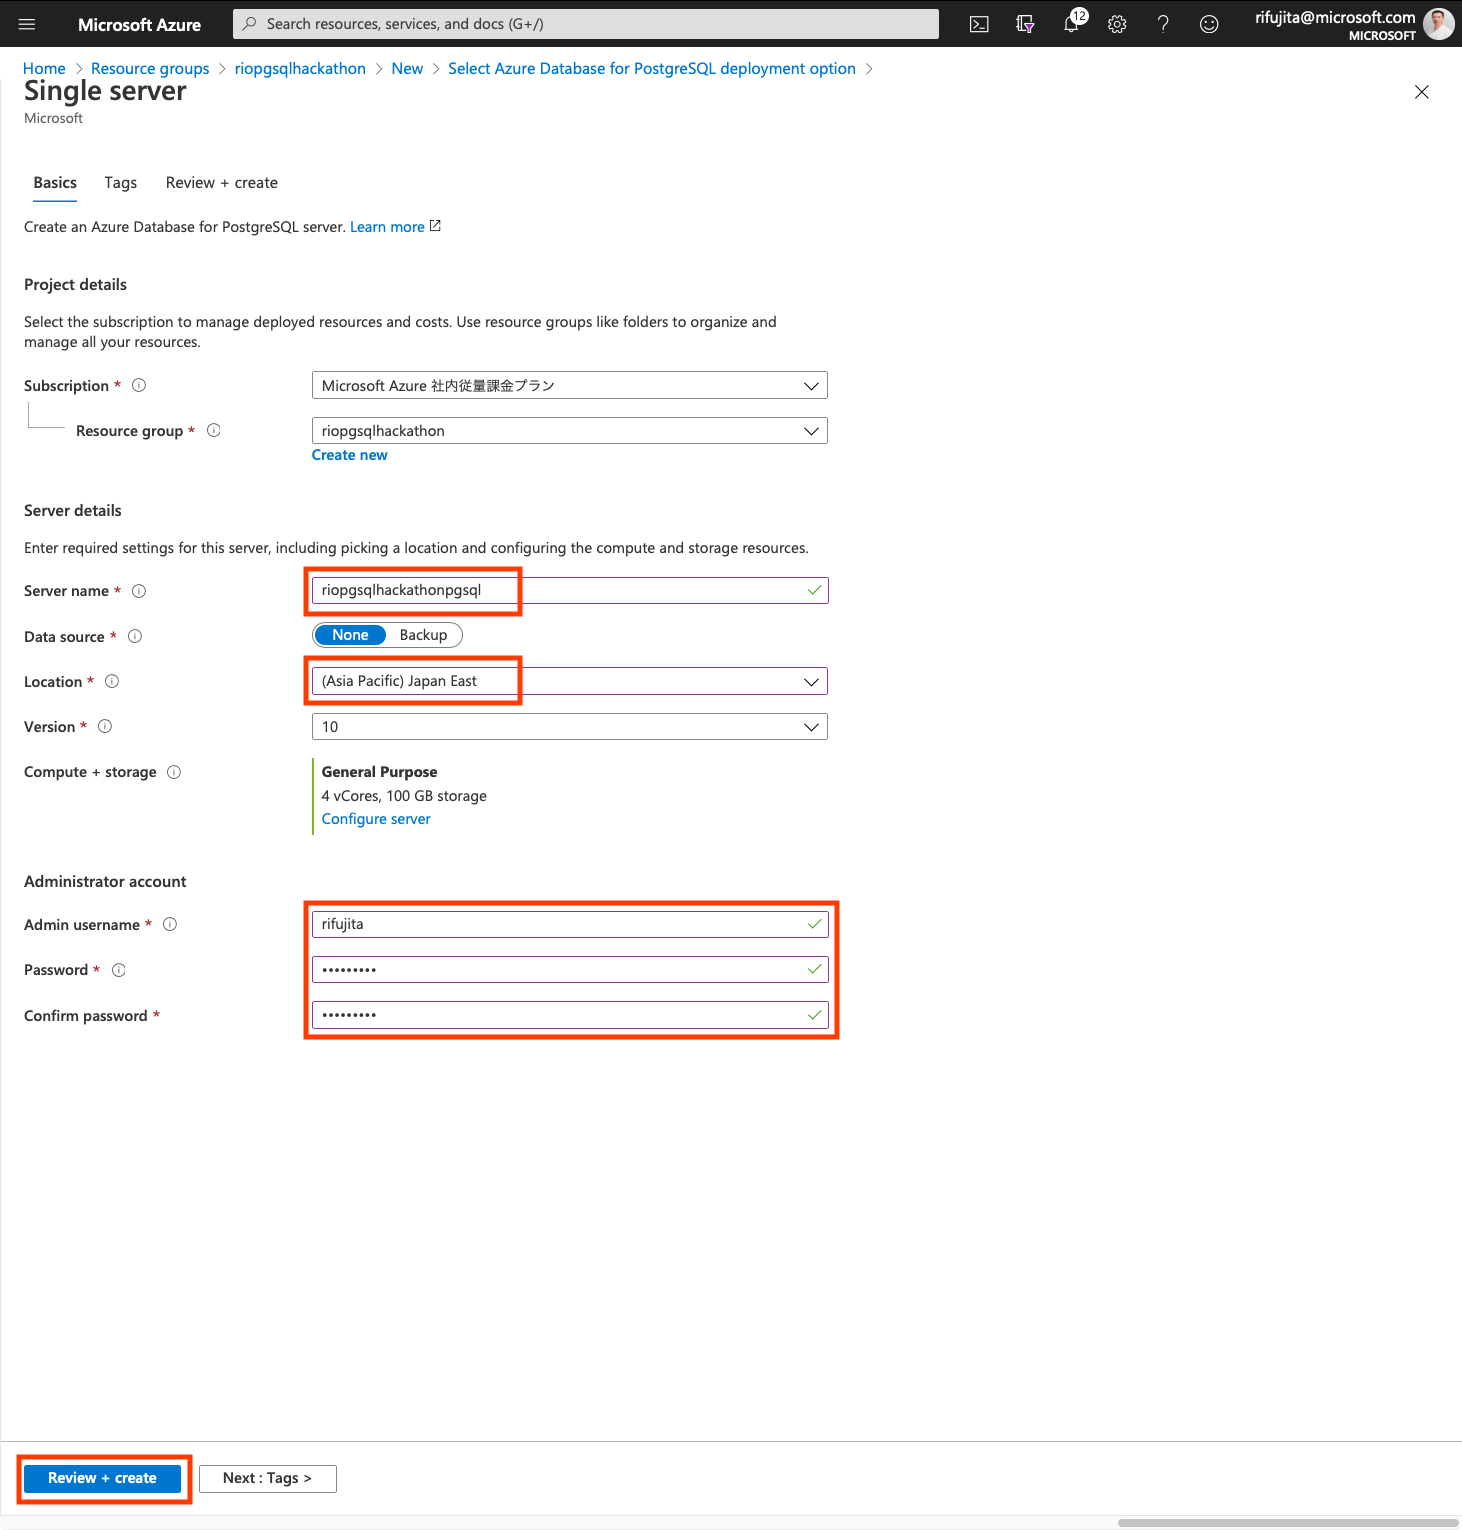 Microsoft Azure
Search resources, services, and docs (G+/)
12
rifujita@microsoft.com
MICROSOFT
Home > Resource groups > riopgsqlhackathon > New > Select Azure Database for PostgreSQL deployment option >
Single server
Microsoft
Basics Tags Review + create
Create an Azure Database for PostgreSQL server. Learn more
Project details
Select the subscription to manage deployed resources and costs. Use resource groups like folders to organize and
manage all your resources.
Subscription *
Microsoft Azure 社内従量課金プラン
Resource group *
riopgsqlhackathon
Create new
Server details
Enter required settings for this server, including picking a location and configuring the compute and storage resources.
Server name *
riopgsqlhackathonpgsql
Data source *
None Backup
Location *
(Asia Pacific) Japan East
Version *
10
Compute + storage
General Purpose
4 vCores, 100 GB storage
Configure server
Administrator account
Admin username *
rifujita
Password *
•••••••••
Confirm password *
•••••••••
Review + create
Next : Tags >